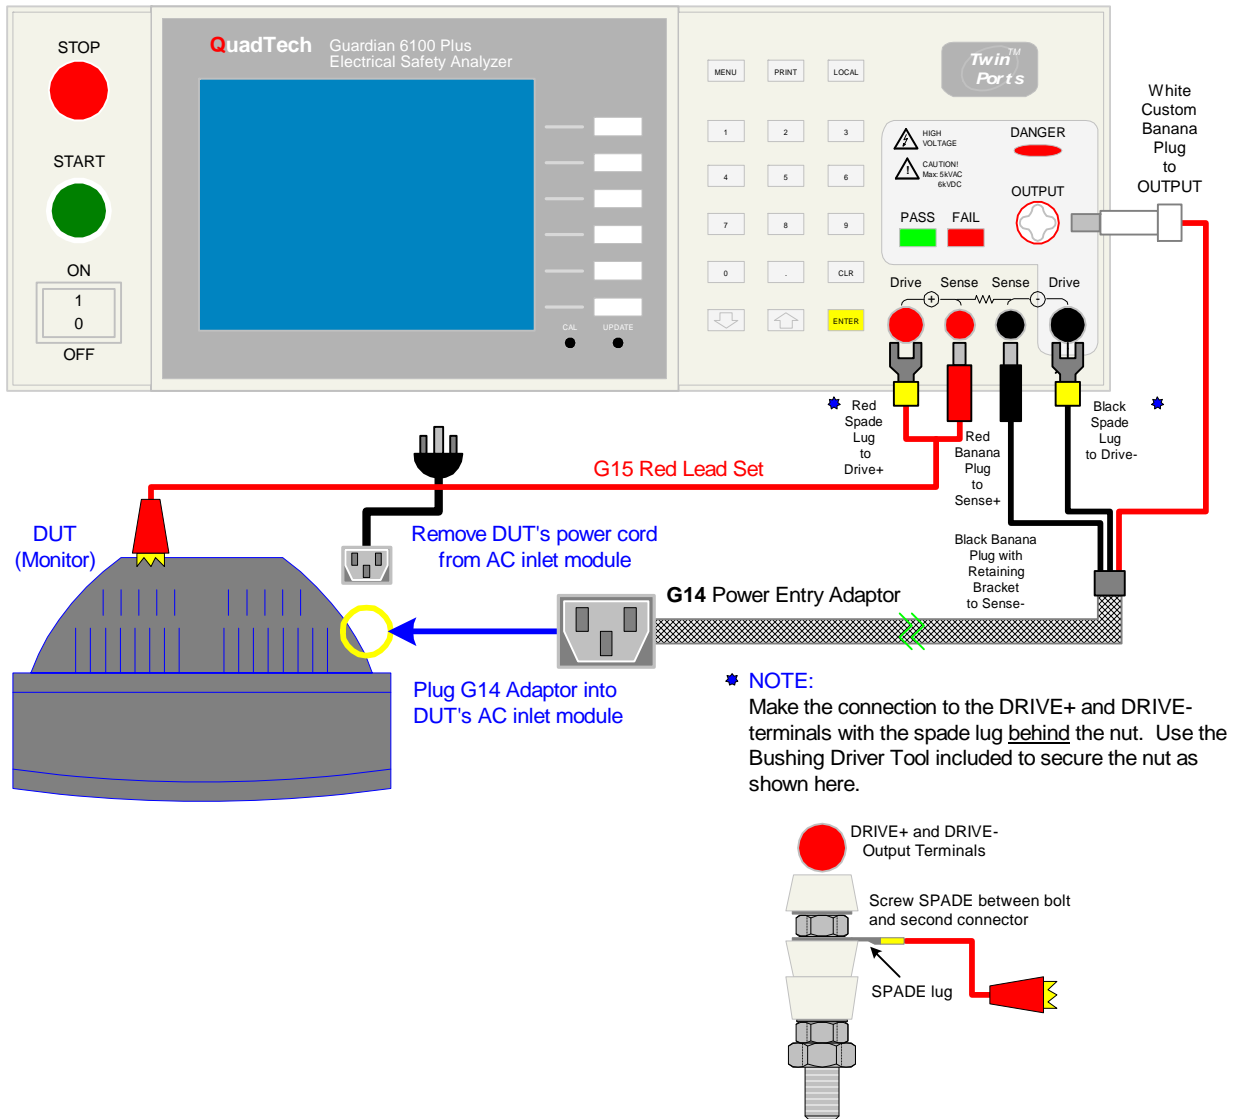 STOP
START
ON
1
0
OFF
QuadTech
Guardian 6100 Plus
Electrical Safety Analyzer
CAL
UPDATE
MENU
PRINT
LOCAL
1
2
3
4
5
6
7
8
9
0
.
CLR
ENTER
Twin TM
Ports
HIGH
VOLTAGE
CAUTION!
Max: 5kVAC
6kVDC
DANGER
OUTPUT
PASS
FAIL
Drive
Sense
Sense
Drive
+
-
White
Custom
Banana
Plug
to
OUTPUT
Red
Spade
Lug
to
Drive+
Red
Banana
Plug
to
Sense+
Black
Spade
Lug
to Drive-
Black Banana
Plug with
Retaining
Bracket
to Sense-
G15 Red Lead Set
DUT
(Monitor)
Remove DUT's power cord
from AC inlet module
G14 Power Entry Adaptor
Plug G14 Adaptor into
DUT's AC inlet module
NOTE:
Make the connection to the DRIVE+ and DRIVE-
terminals with the spade lug behind the nut. Use the
Bushing Driver Tool included to secure the nut as
shown here.
DRIVE+ and DRIVE-
Output Terminals
Screw SPADE between bolt
and second connector
SPADE lug